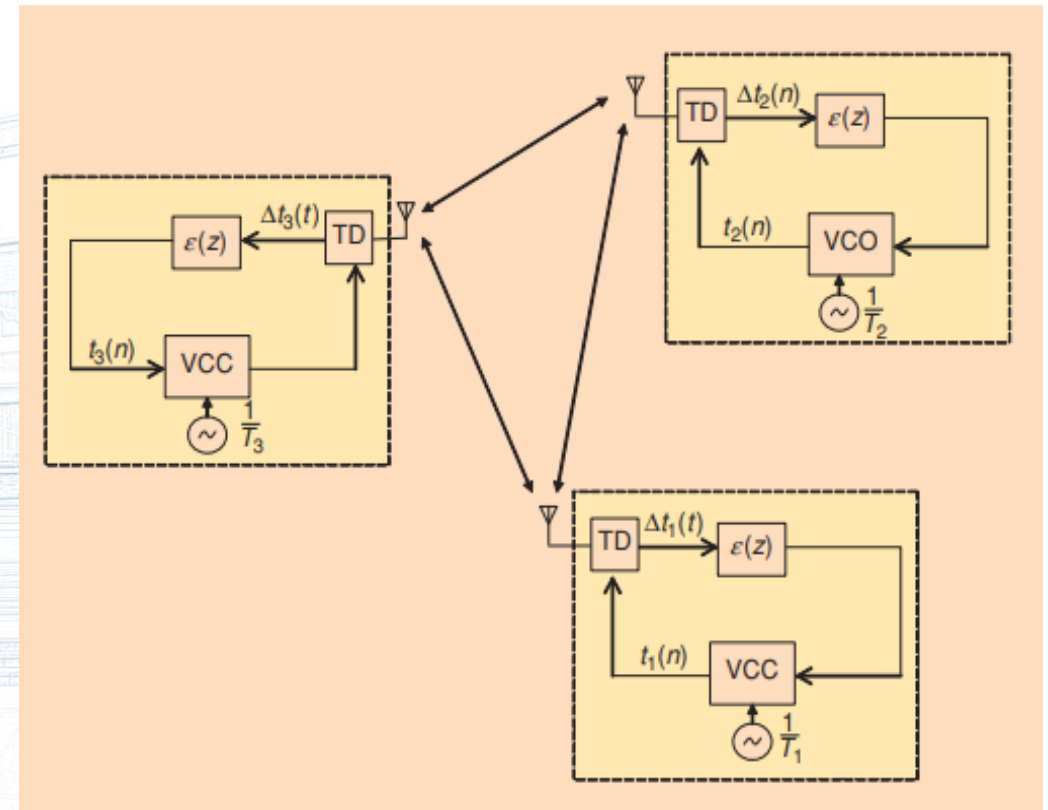 TD
Δt₂(n)
ε(z)
t₂(n)
VCO
~
1/T₂
Δt₃(t)
TD
ε(z)
t₃(n)
VCC
~
1/T₃
TD
Δt₁(t)
ε(z)
t₁(n)
VCC
~
1/T₁